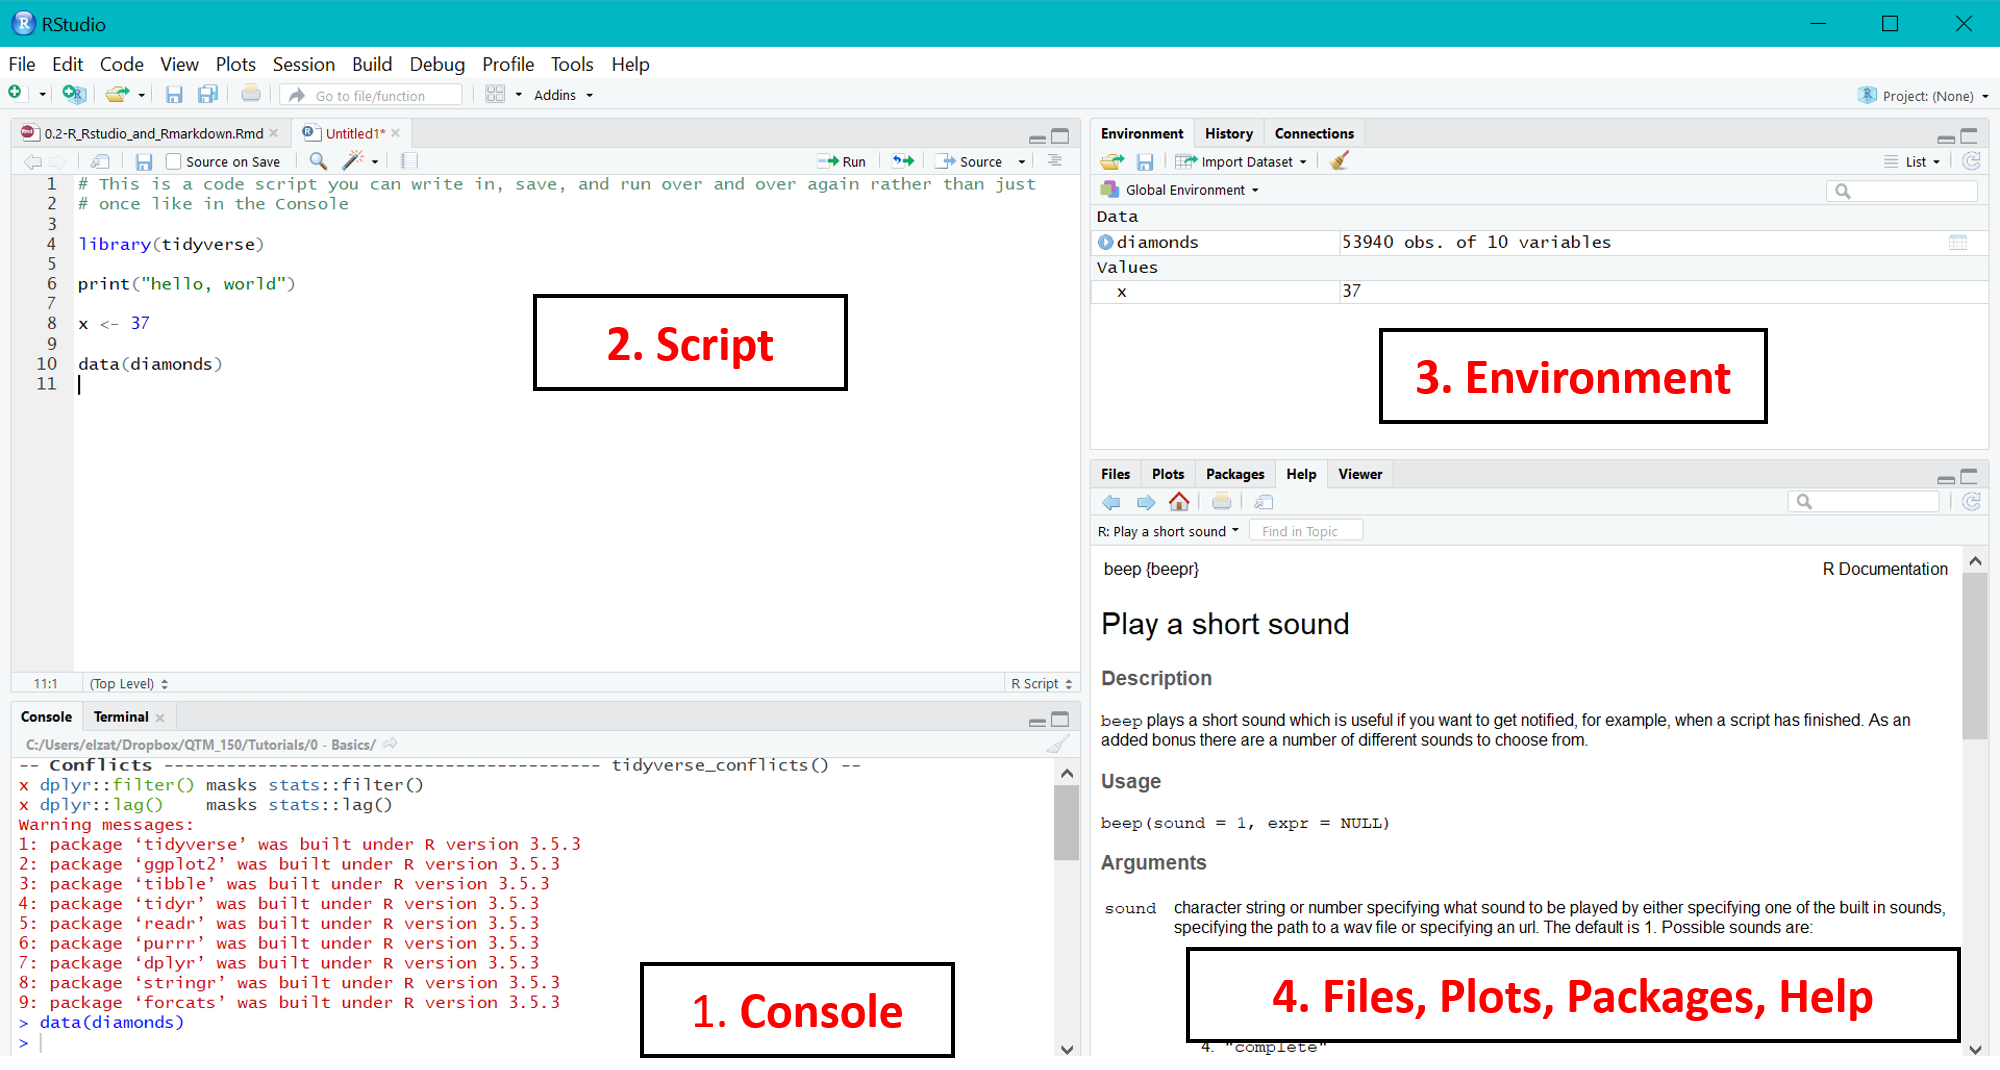 RStudio
File Edit Code View Plots Session Build Debug Profile Tools Help
Go to file/function Addins Project: (None)
0.2-R_Rstudio_and_Rmarkdown.Rmd Untitled1*
Source on Save Run Source
1 # This is a code script you can write in, save, and run over and over again rather than just
2 # once like in the Console
3
4 library(tidyverse)
5
6 print("hello, world")
7
8 x <- 37
9
10 data(diamonds)
11
2. Script
11:1 (Top Level) R Script
Console Terminal
C:/Users/elzat/Dropbox/QTM_150/Tutorials/0 - Basics/
-- Conflicts ------------------------------------------ tidyverse_conflicts() --
x dplyr::filter() masks stats::filter()
x dplyr::lag()    masks stats::lag()
Warning messages:
1: package ‘tidyverse’ was built under R version 3.5.3
2: package ‘ggplot2’ was built under R version 3.5.3
3: package ‘tibble’ was built under R version 3.5.3
4: package ‘tidyr’ was built under R version 3.5.3
5: package ‘readr’ was built under R version 3.5.3
6: package ‘purrr’ was built under R version 3.5.3
7: package ‘dplyr’ was built under R version 3.5.3
8: package ‘stringr’ was built under R version 3.5.3
9: package ‘forcats’ was built under R version 3.5.3
> data(diamonds)
>
1. Console
Environment History Connections
Import Dataset List
Global Environment
Data
diamonds 53940 obs. of 10 variables
Values
x 37
3. Environment
Files Plots Packages Help Viewer
R: Play a short sound Find in Topic
beep {beepr} R Documentation
Play a short sound
Description
beep plays a short sound which is useful if you want to get notified, for example, when a script has finished. As an
added bonus there are a number of different sounds to choose from.
Usage
beep(sound = 1, expr = NULL)
Arguments
sound character string or number specifying what sound to be played by either specifying one of the built in sounds,
specifying the path to a wav file or specifying an url. The default is 1. Possible sounds are:
4. Files, Plots, Packages, Help
4. "complete"